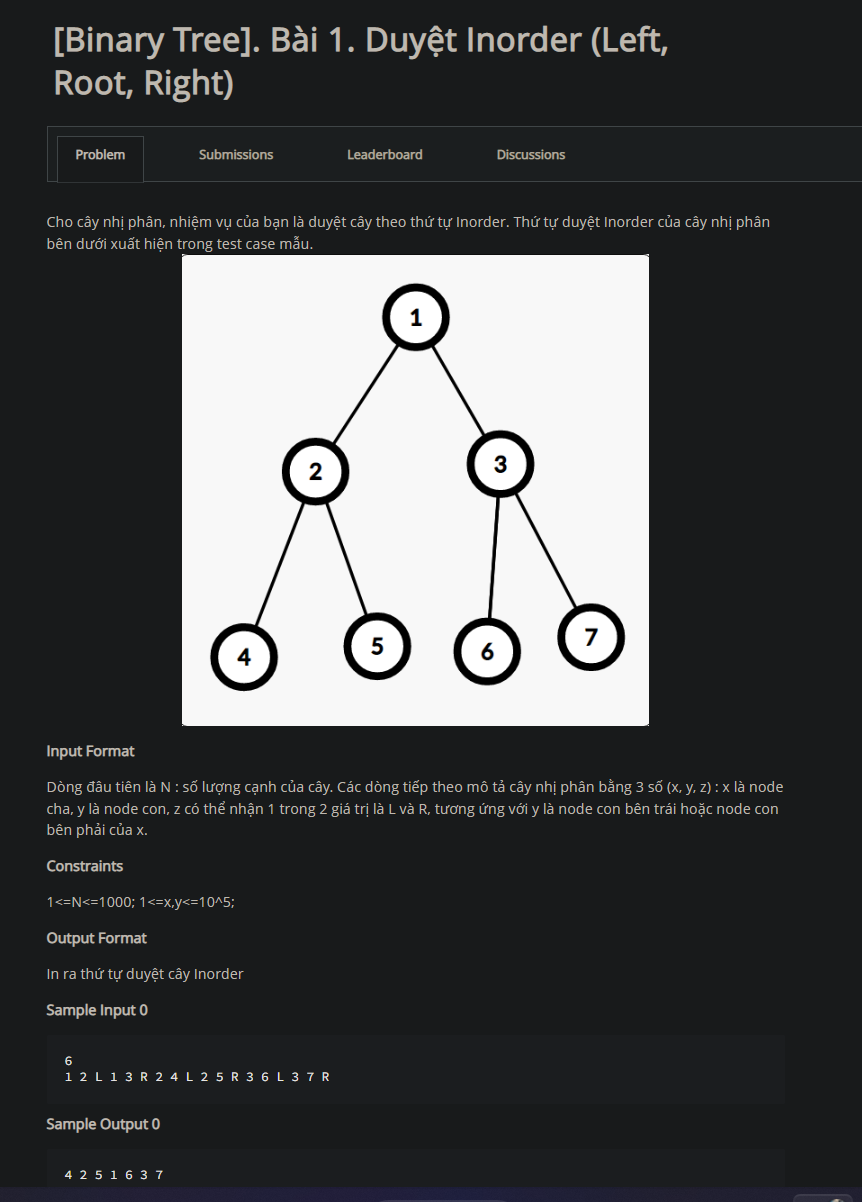 [Binary Tree]. Bài 1. Duyệt Inorder (Left,
Root, Right)
Problem Submissions Leaderboard Discussions
Cho cây nhị phân, nhiệm vụ của bạn là duyệt cây theo thứ tự Inorder. Thứ tự duyệt Inorder của cây nhị phân
bên dưới xuất hiện trong test case mẫu.
1
2 3
4 5 6 7
Input Format
Dòng đâu tiên là N : số lượng cạnh của cây. Các dòng tiếp theo mô tả cây nhị phân bằng 3 số (x, y, z) : x là node
cha, y là node con, z có thể nhận 1 trong 2 giá trị là L và R, tương ứng với y là node con bên trái hoặc node con
bên phải của x.
Constraints
1<=N<=1000; 1<=x,y<=10^5;
Output Format
In ra thứ tự duyệt cây Inorder
Sample Input 0
6
1 2 L 1 3 R 2 4 L 2 5 R 3 6 L 3 7 R
Sample Output 0
4 2 5 1 6 3 7